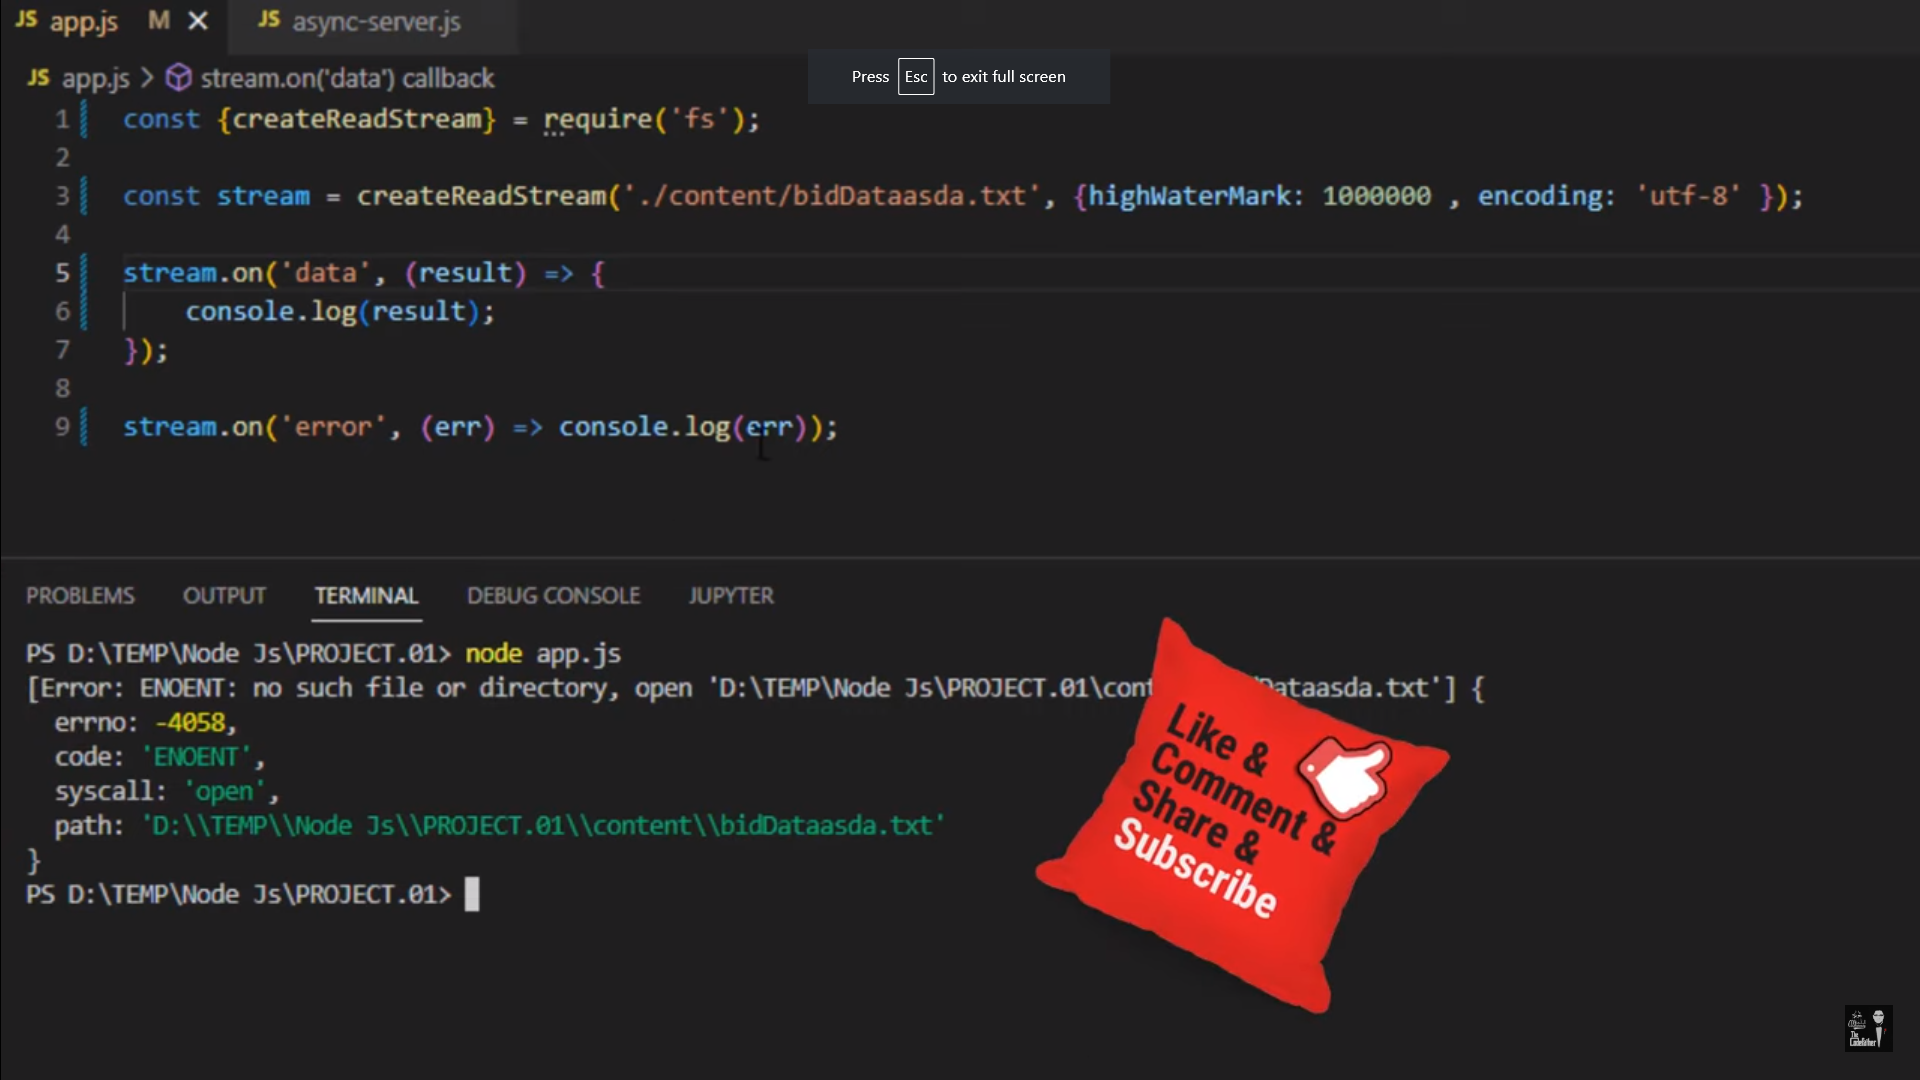 JS app.js M ✕ JS async-server.js
JS app.js > stream.on('data') callback
Press Esc to exit full screen
1 const {createReadStream} = require('fs');
2
3 const stream = createReadStream('./content/bidDataasda.txt', {highWaterMark: 1000000 , encoding: 'utf-8' });
4
5 stream.on('data', (result) => {
6 console.log(result);
7 });
8
9 stream.on('error', (err) => console.log(err));
PROBLEMS OUTPUT TERMINAL DEBUG CONSOLE JUPYTER
PS D:\TEMP\Node Js\PROJECT.01> node app.js
[Error: ENOENT: no such file or directory, open 'D:\TEMP\Node Js\PROJECT.01\cont Dataasda.txt'] {
errno: -4058,
code: 'ENOENT',
syscall: 'open',
path: 'D:\\TEMP\\Node Js\\PROJECT.01\\content\\bidDataasda.txt'
}
PS D:\TEMP\Node Js\PROJECT.01>
Like &
Comment &
Share &
Subscribe
The
Codefather